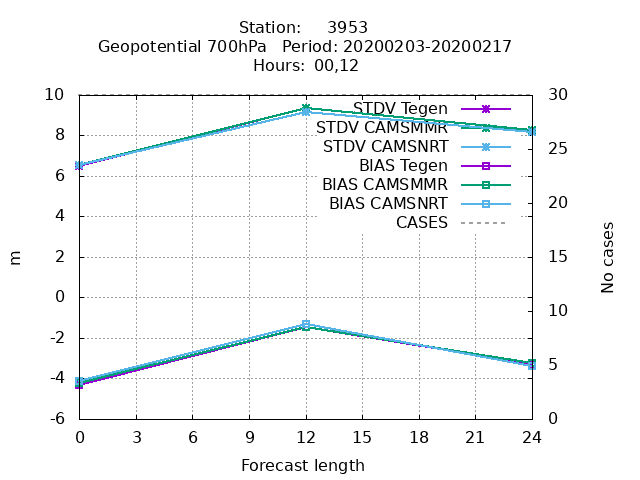 Station: 3953
Geopotential 700hPa Period: 20200203-20200217
Hours: 00,12
10 30
STDV Tegen
STDV CAMSMMR
8
25
STDV CAMSNRT
BIAS Tegen
6
BIAS CAMSMMR
BIAS CAMSNRT 20
4
CASES
2 15
m
No cases
0
10
-2
5
-4
-6 0
0 3 6 9 12 15 18 21 24
Forecast length